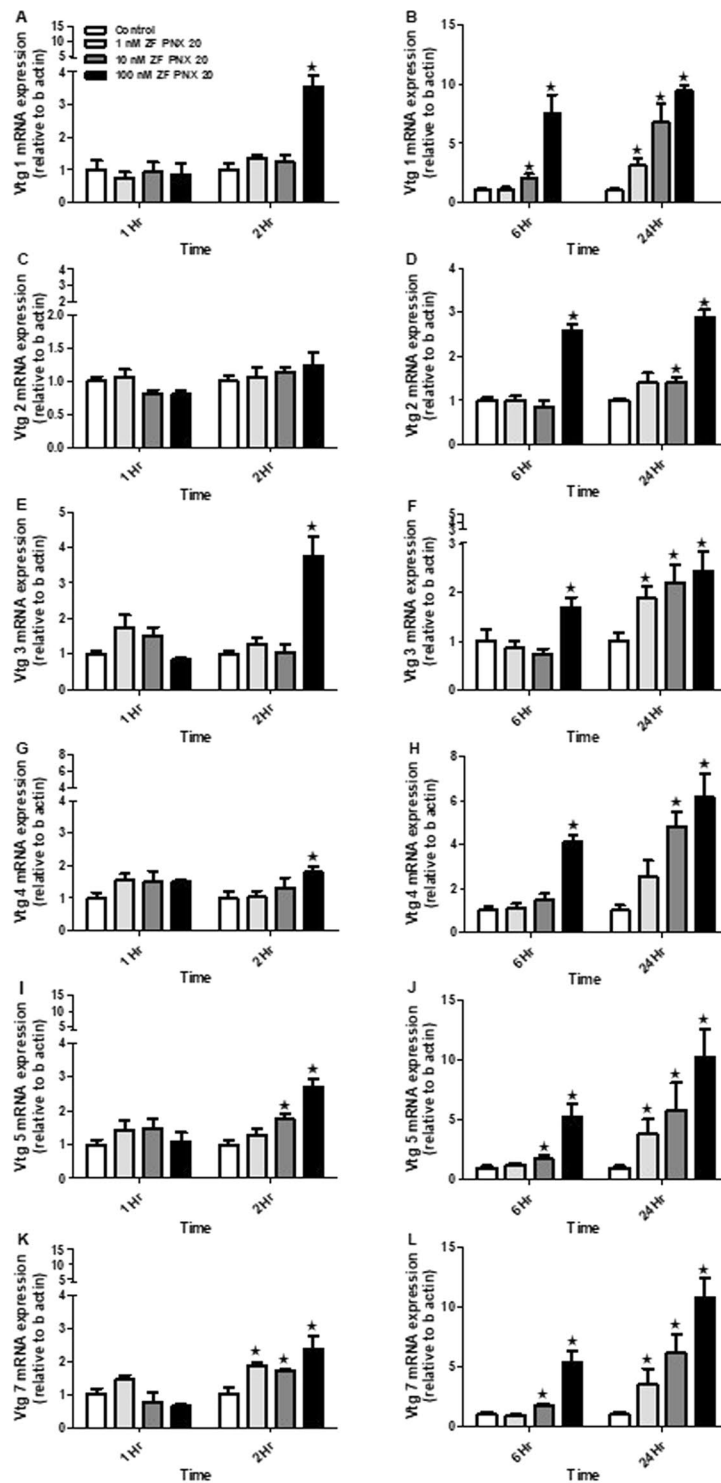 A
Vtg 1 mRNA expression
(relative to b actin)
15
10
5
4
3
2
1
0
Control
1 nM ZF PNX 20
10 nM ZF PNX 20
100 nM ZF PNX 20
★
1 Hr
2 Hr
Time
B
Vtg 1 mRNA expression
(relative to b actin)
15
10
5
0
★ ★ ★ ★ ★
6 Hr
24 Hr
Time
C
Vtg 2 mRNA expression
(relative to b actin)
4
3
2
2.0
1.5
1.0
0.5
0.0
1 Hr
2 Hr
Time
D
Vtg 2 mRNA expression
(relative to b actin)
4
3
2
1
0
★ ★ ★
6 Hr
24 Hr
Time
E
Vtg 3 mRNA expression
(relative to b actin)
5
4
3
2
1
0
★
1 Hr
2 Hr
Time
F
Vtg 3 mRNA expression
(relative to b actin)
5
4
3
3
2
1
0
★ ★ ★ ★
6 Hr
24 Hr
Time
G
Vtg 4 mRNA expression
(relative to b actin)
8
6
4
4
3
2
1
0
★
1 Hr
2 Hr
Time
H
Vtg 4 mRNA expression
(relative to b actin)
8
6
4
2
0
★ ★ ★
6 Hr
24 Hr
Time
I
Vtg 5 mRNA expression
(relative to b actin)
15
10
5
4
3
2
1
0
★ ★
1 Hr
2 Hr
Time
J
Vtg 5 mRNA expression
(relative to b actin)
15
10
5
0
★ ★ ★ ★ ★
6 Hr
24 Hr
Time
K
Vtg 7 mRNA expression
(relative to b actin)
15
10
5
4
3
2
1
0
★ ★ ★
1 Hr
2 Hr
Time
L
Vtg 7 mRNA expression
(relative to b actin)
15
10
5
0
★ ★ ★ ★ ★
6 Hr
24 Hr
Time